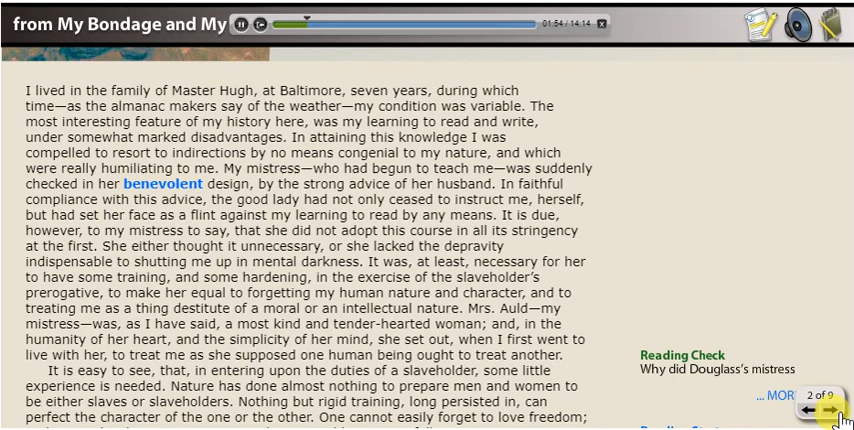 from My Bondage and My
01:54 / 14:14
I lived in the family of Master Hugh, at Baltimore, seven years, during which
time—as the almanac makers say of the weather—my condition was variable. The
most interesting feature of my history here, was my learning to read and write,
under somewhat marked disadvantages. In attaining this knowledge I was
compelled to resort to indirections by no means congenial to my nature, and which
were really humiliating to me. My mistress—who had begun to teach me—was suddenly
checked in her benevolent design, by the strong advice of her husband. In faithful
compliance with this advice, the good lady had not only ceased to instruct me, herself,
but had set her face as a flint against my learning to read by any means. It is due,
however, to my mistress to say, that she did not adopt this course in all its stringency
at the first. She either thought it unnecessary, or she lacked the depravity
indispensable to shutting me up in mental darkness. It was, at least, necessary for her
to have some training, and some hardening, in the exercise of the slaveholder’s
prerogative, to make her equal to forgetting my human nature and character, and to
treating me as a thing destitute of a moral or an intellectual nature. Mrs. Auld—my
mistress—was, as I have said, a most kind and tender-hearted woman; and, in the
humanity of her heart, and the simplicity of her mind, she set out, when I first went to
live with her, to treat me as she supposed one human being ought to treat another.
It is easy to see, that, in entering upon the duties of a slaveholder, some little
experience is needed. Nature has done almost nothing to prepare men and women to
be either slaves or slaveholders. Nothing but rigid training, long persisted in, can
perfect the character of the one or the other. One cannot easily forget to love freedom;
Reading Check
Why did Douglass’s mistress
... MOR
2 of 9